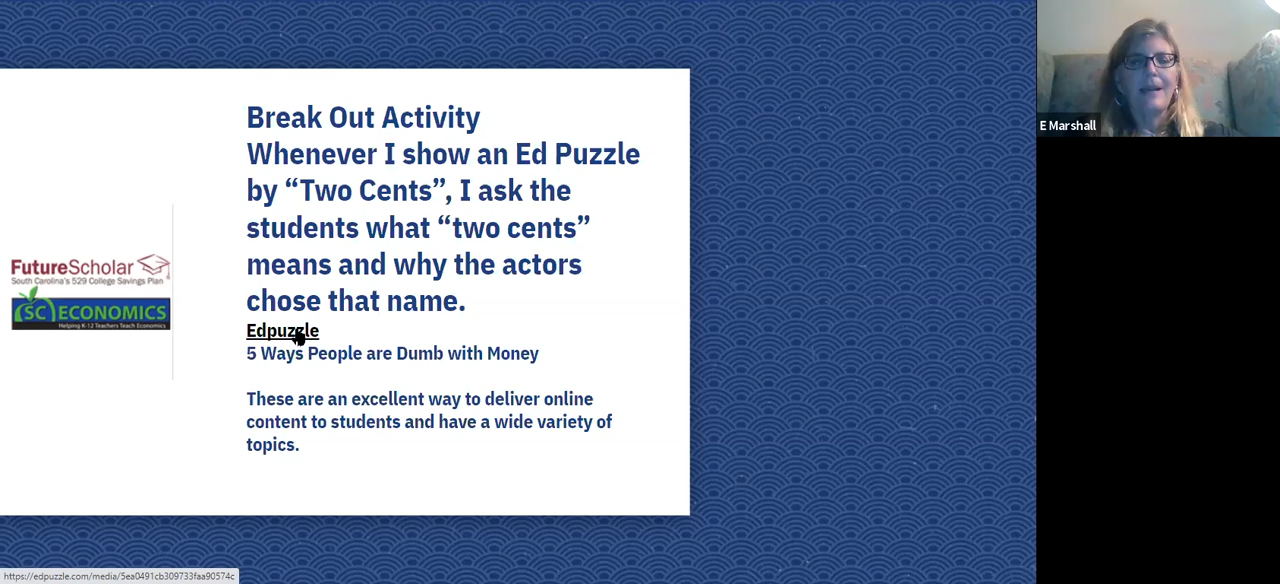 Break Out Activity
Whenever I show an Ed Puzzle
by “Two Cents”, I ask the
students what “two cents”
means and why the actors
chose that name.
Edpuzzle
5 Ways People are Dumb with Money
These are an excellent way to deliver online
content to students and have a wide variety of
topics.
FutureScholar
South Carolina's 529 College Savings Plan
SC ECONOMICS
Helping K-12 Teachers Teach Economics
E Marshall
https://edpuzzle.com/media/5ea0491cb309733faa90574c